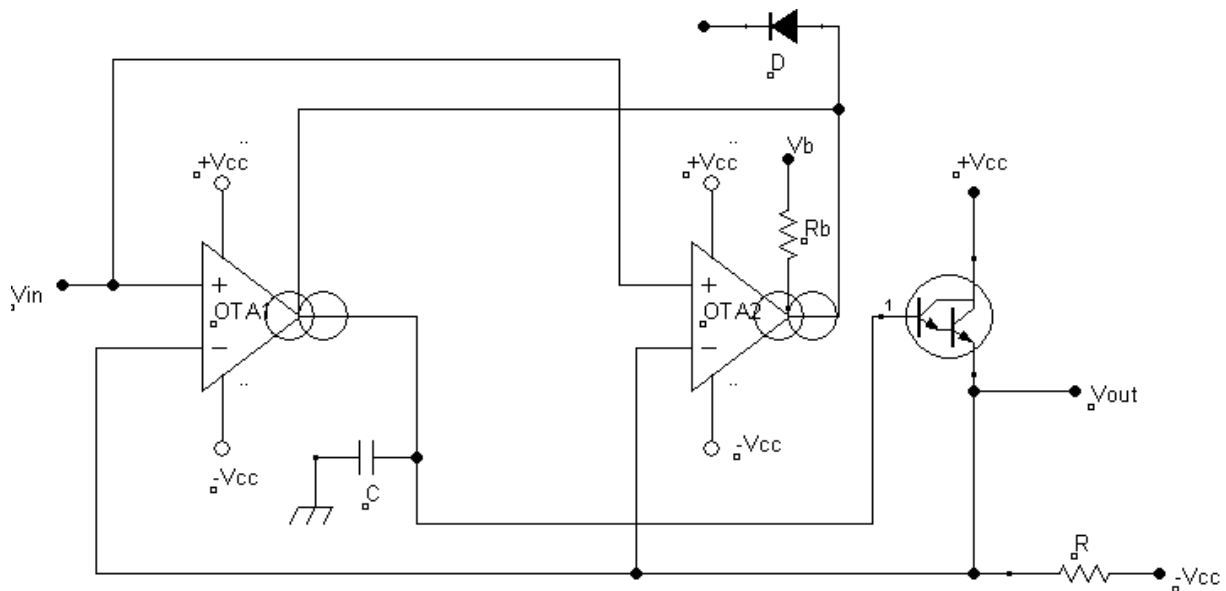 D
+Vcc
+Vcc
Vb
+Vcc
Rb
Vin
+
OTA1
−
+
OTA2
−
1
Vout
-Vcc
C
-Vcc
R
-Vcc